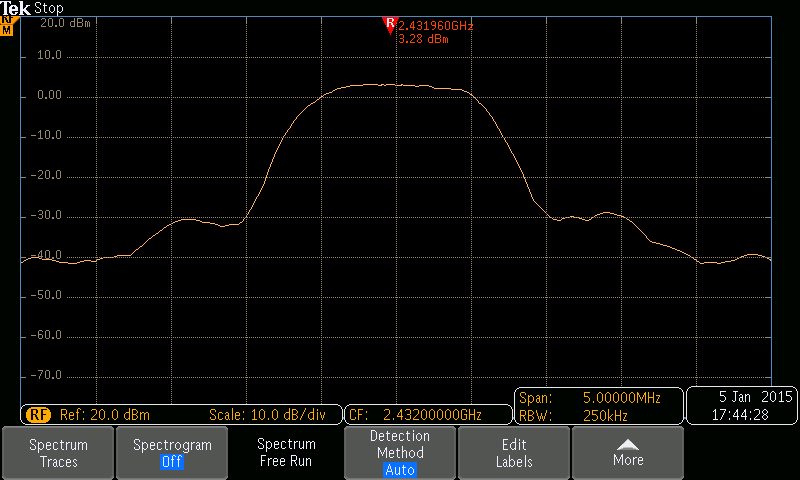 Tek Stop
RF
M
20.0 dBm
R
2.431960GHz
3.28 dBm
10.0
0.00
-10.0
-20.0
-30.0
-40.0
-50.0
-60.0
-70.0
RF Ref: 20.0 dBm Scale: 10.0 dB/div
CF: 2.43200000GHz
Span: 5.00000MHz
RBW: 250kHz
5 Jan 2015
17:44:28
Spectrum
Traces
Spectrogram
Off
Spectrum
Free Run
Detection
Method
Auto
Edit
Labels
More